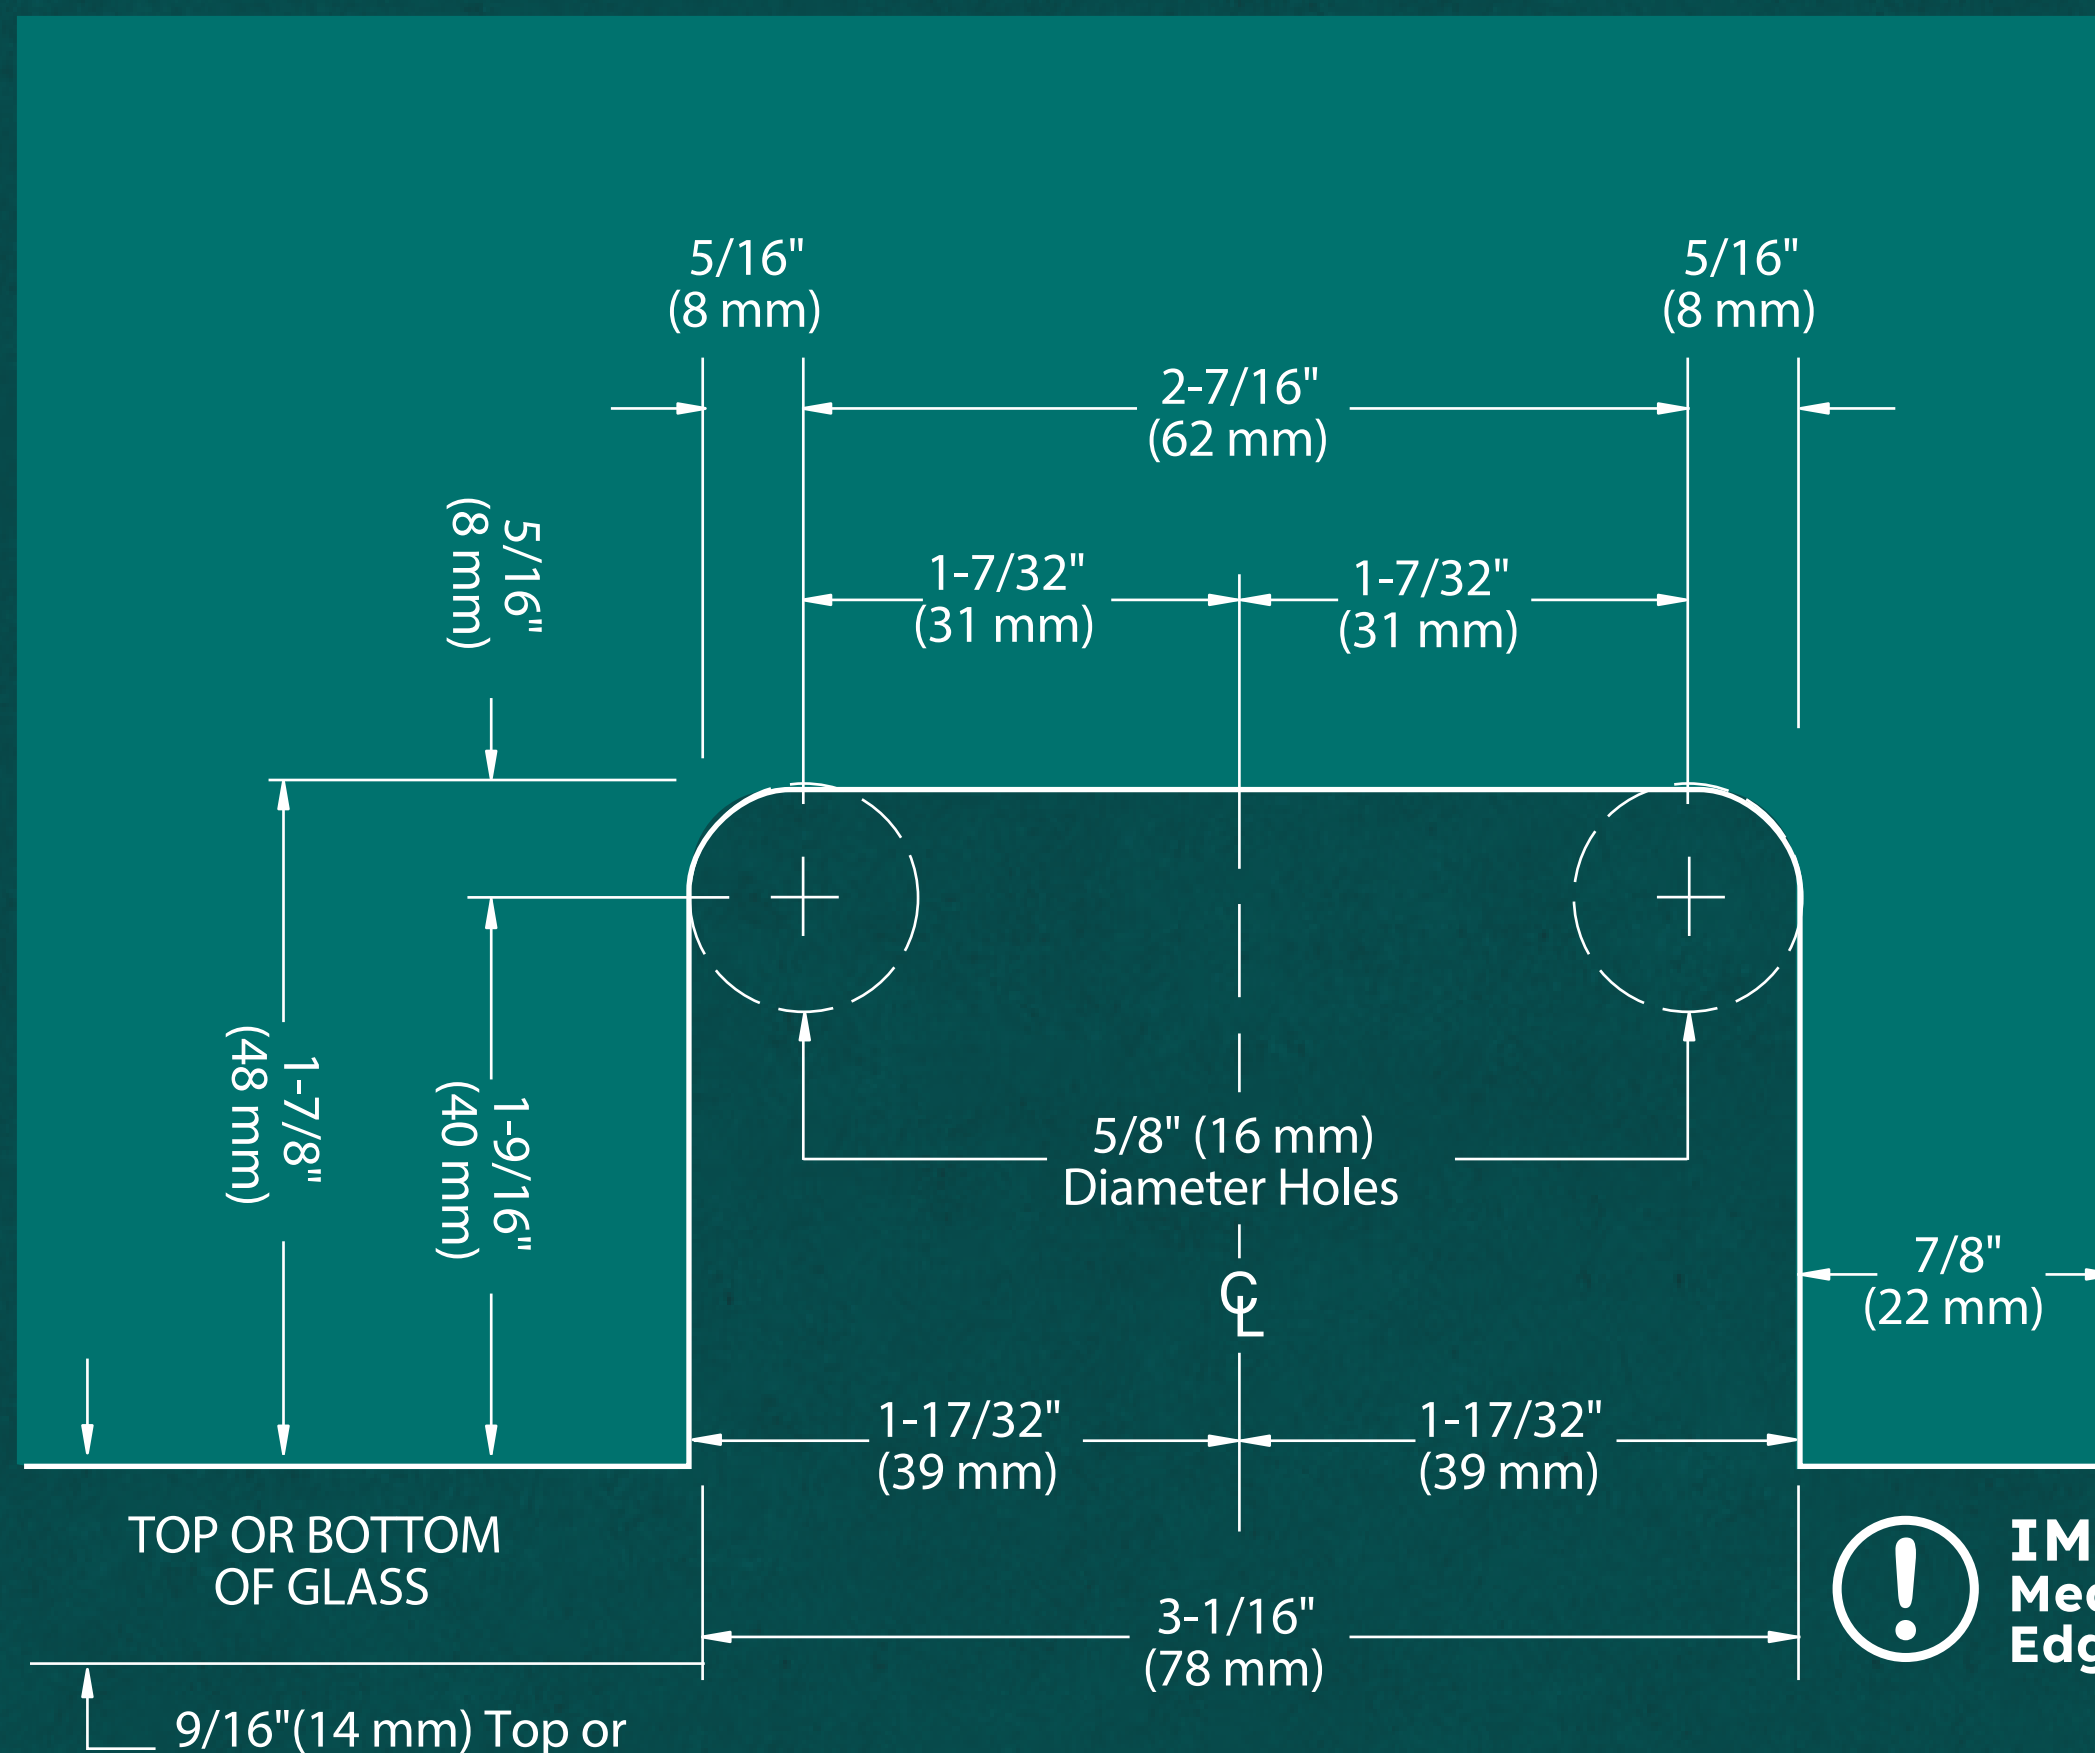 5/16"
(8 mm)
5/16"
(8 mm)
2-7/16"
(62 mm)
5/16"
(8 mm)
1-7/32"
(31 mm)
1-7/32"
(31 mm)
1-7/8"
(48 mm)
1-9/16"
(40 mm)
5/8" (16 mm)
Diameter Holes
7/8"
(22 mm)
CL
1-17/32"
(39 mm)
1-17/32"
(39 mm)
TOP OR BOTTOM
OF GLASS
3-1/16"
(78 mm)
9/16"(14 mm) Top or